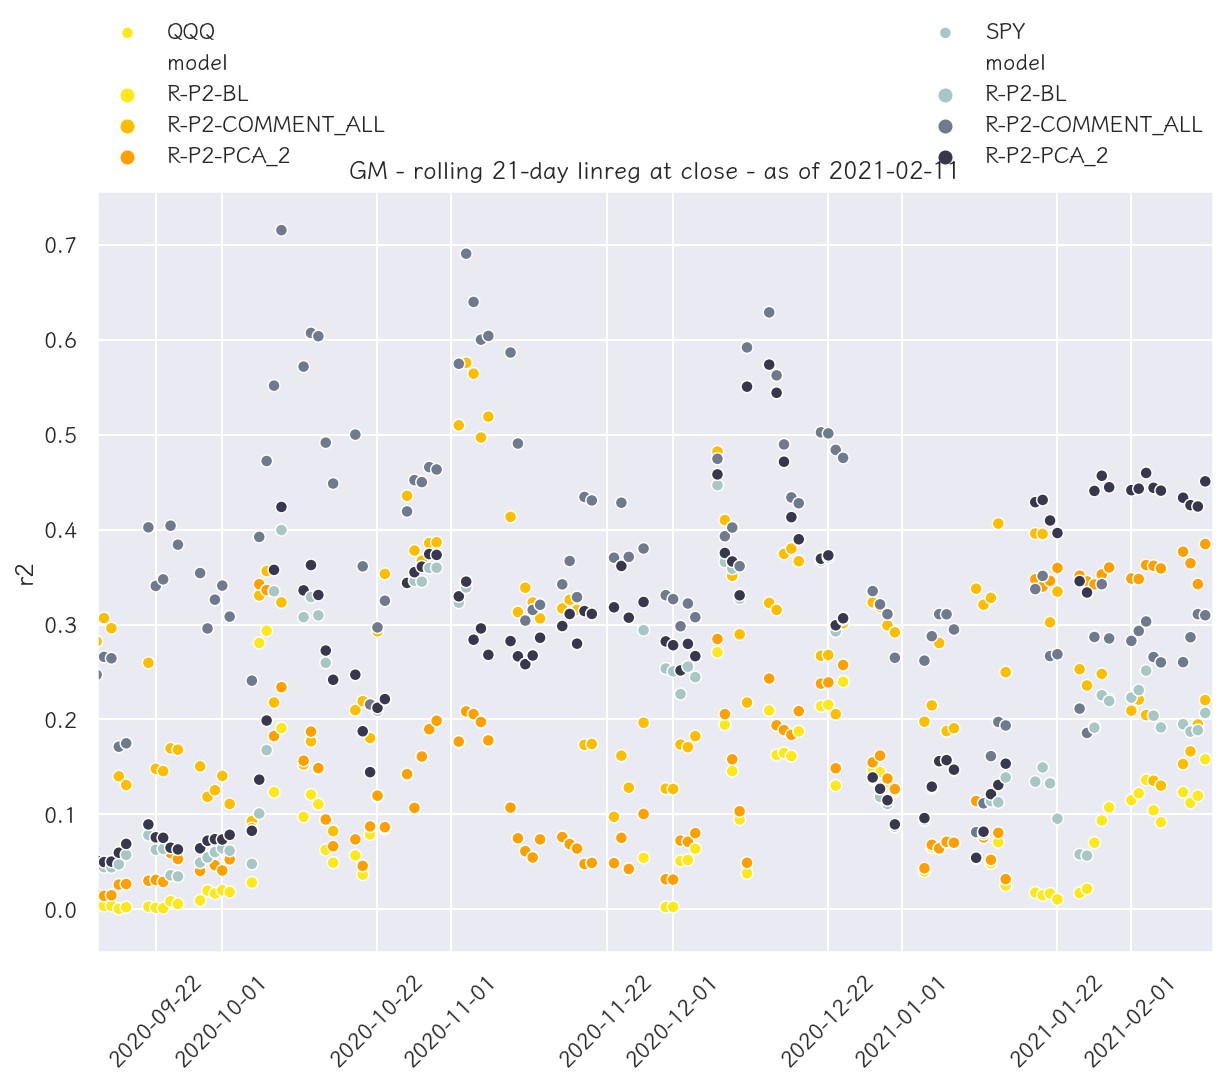 QQQ
model
R-P2-BL
R-P2-COMMENT_ALL
R-P2-PCA_2
SPY
model
R-P2-BL
R-P2-COMMENT_ALL
R-P2-PCA_2
GM - rolling 21-day linreg at close - as of 2021-02-11
0.7
0.6
0.5
0.4
0.3
0.2
0.1
0.0
r2
2020-09-22
2020-10-01
2020-10-22
2020-11-01
2020-11-22
2020-12-01
2020-12-22
2021-01-01
2021-01-22
2021-02-01